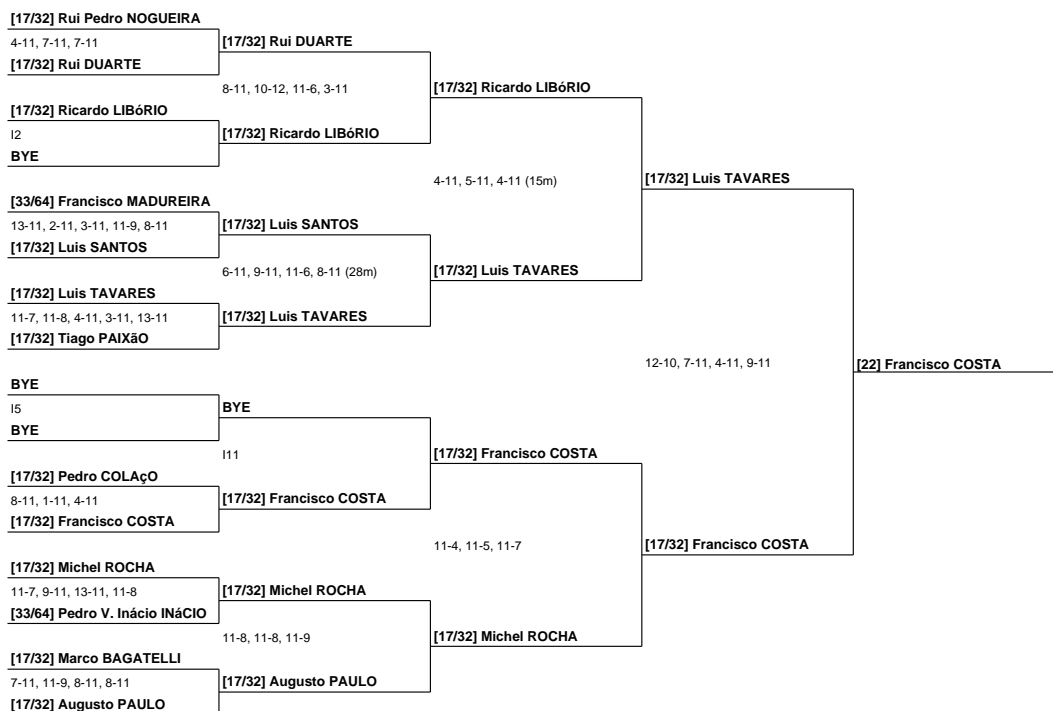 [17/32] Rui Pedro NOGUEIRA
4-11, 7-11, 7-11
[17/32] Rui DUARTE
[17/32] Rui DUARTE
8-11, 10-12, 11-6, 3-11
[17/32] Ricardo LIBóRIO
[17/32] Ricardo LIBóRIO
I2
BYE
[17/32] Ricardo LIBóRIO
4-11, 5-11, 4-11 (15m)
[17/32] Luis TAVARES
[33/64] Francisco MADUREIRA
13-11, 2-11, 3-11, 11-9, 8-11
[17/32] Luis SANTOS
[17/32] Luis SANTOS
6-11, 9-11, 11-6, 8-11 (28m)
[17/32] Luis TAVARES
[17/32] Luis TAVARES
11-7, 11-8, 4-11, 3-11, 13-11
[17/32] Tiago PAIXãO
[17/32] Luis TAVARES
12-10, 7-11, 4-11, 9-11
[22] Francisco COSTA
BYE
I5
BYE
BYE
I11
[17/32] Francisco COSTA
[17/32] Pedro COLAçO
8-11, 1-11, 4-11
[17/32] Francisco COSTA
[17/32] Francisco COSTA
11-4, 11-5, 11-7
[17/32] Francisco COSTA
[17/32] Michel ROCHA
11-7, 9-11, 13-11, 11-8
[33/64] Pedro V. Inácio INáCIO
[17/32] Michel ROCHA
11-8, 11-8, 11-9
[17/32] Michel ROCHA
[17/32] Marco BAGATELLI
7-11, 11-9, 8-11, 8-11
[17/32] Augusto PAULO
[17/32] Augusto PAULO